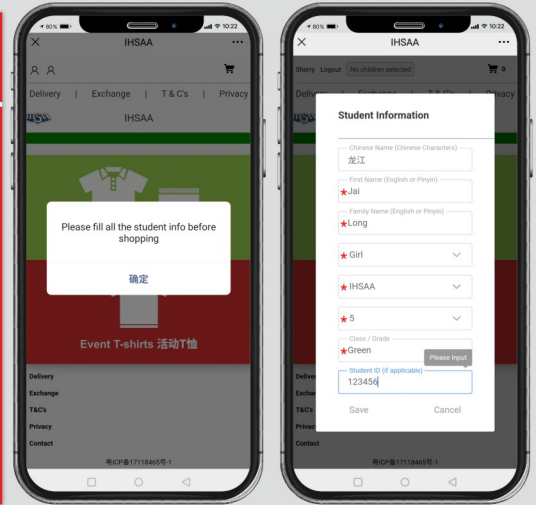 80%
10:22
IHSAA
Delivery | Exchange | T & C's | Privacy
IHSAA
Please fill all the student info before
shopping
确定
Event T-shirts 活动T恤
Delivery
Exchange
T&C's
Privacy
Contact
粤ICP备17118465号-1
80%
10:22
IHSAA
Sherry Logout No children selected 0
Delivery | Exchange | T & C's | Privacy
Student Information
Chinese Name (Chinese Characters)
龙江
First Name (English or Pinyin)
*Jai
Family Name (English or Pinyin)
*Long
*Girl
*IHSAA
*5
Class / Grade
*Green
Please Input
Student ID (if applicable)
123456
Save Cancel
Contact
粤ICP备17118465号-1